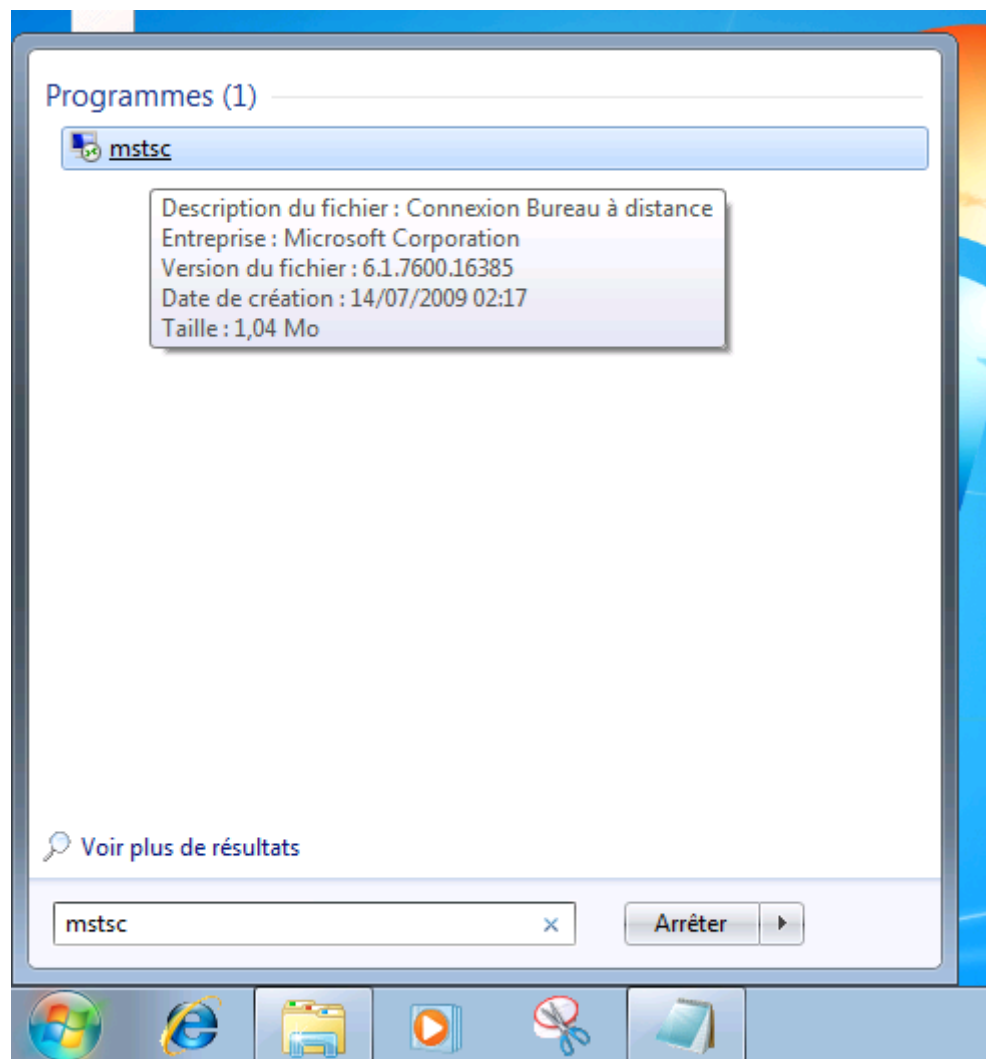 Programmes (1)
mstsc
Description du fichier : Connexion Bureau à distance
Entreprise : Microsoft Corporation
Version du fichier : 6.1.7600.16385
Date de création : 14/07/2009 02:17
Taille : 1,04 Mo
Voir plus de résultats
mstsc
Arrêter